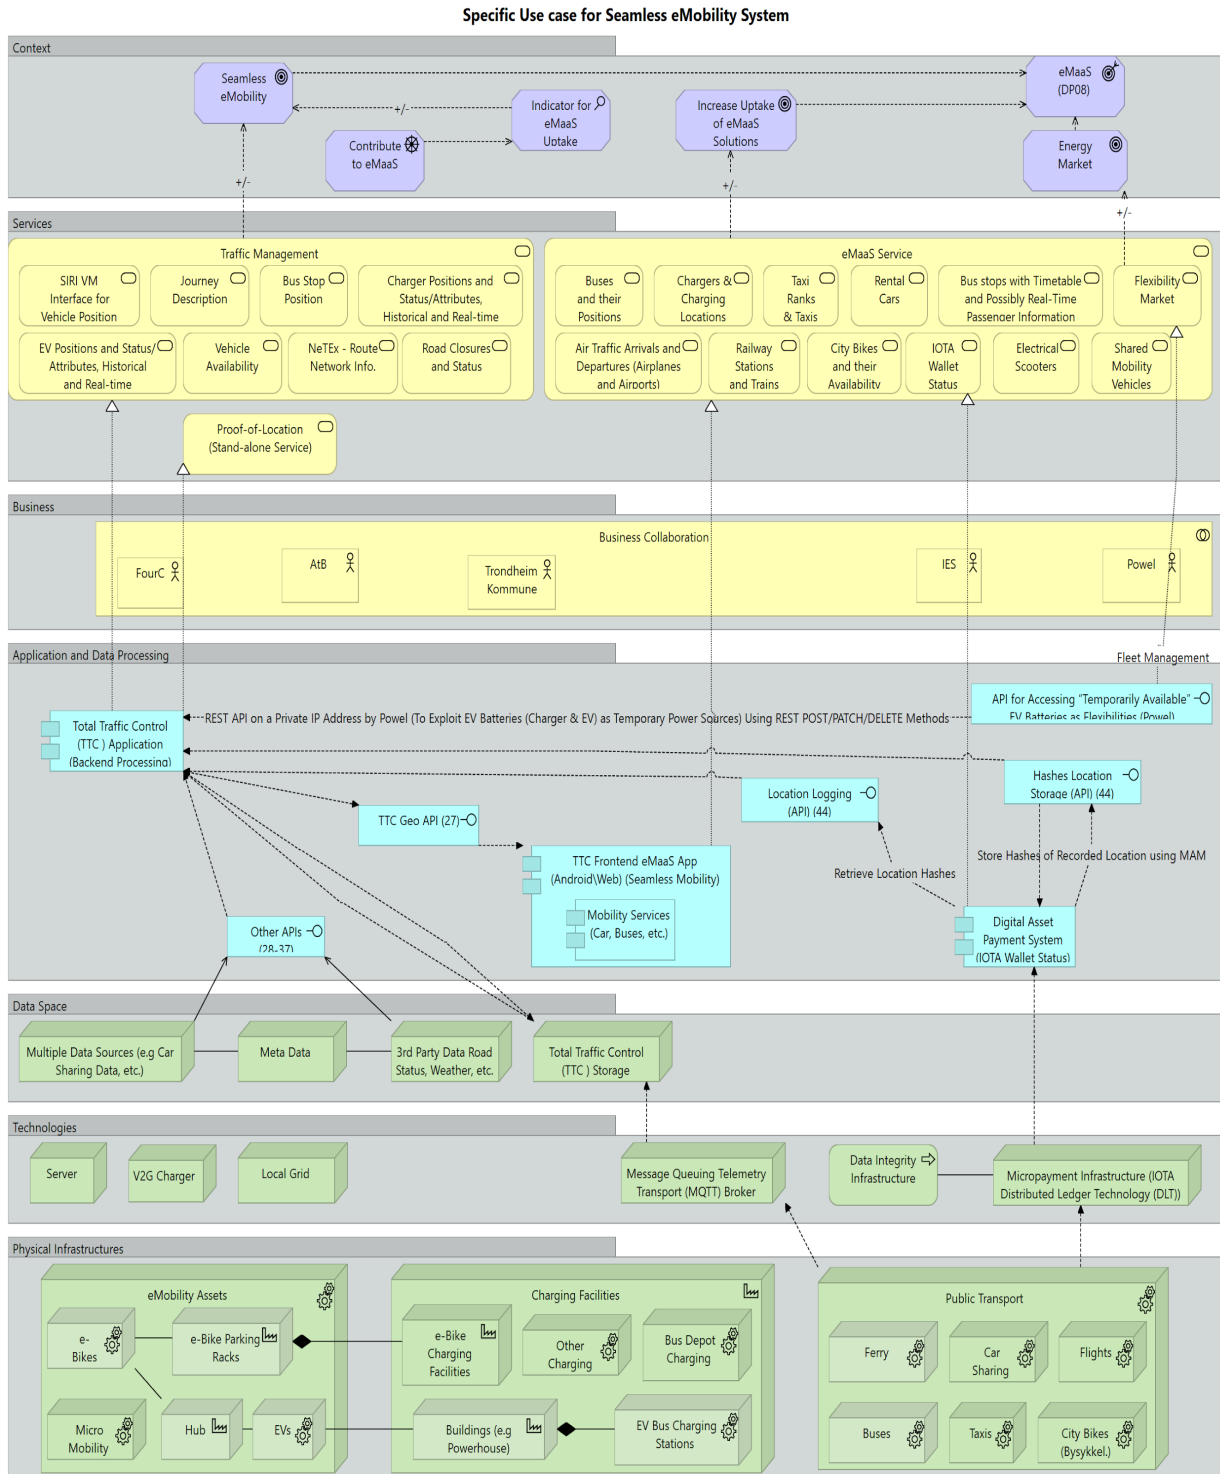 Specific Use case for Seamless eMobility System
Context
Seamless
eMobility
eMaaS
(DP08)
Indicator for
eMaaS
Uptake
Increase Uptake
of eMaaS
Solutions
+/-
Contribute
to eMaaS
Energy
Market
+/-
+/-
+/-
Services
Traffic Management
SIRI VM
Interface for
Vehicle Position
Journey
Description
Bus Stop
Position
Charger Positions and
Status/Attributes,
Historical and Real-time
EV Positions and Status/
Attributes, Historical
and Real-time
Vehicle
Availability
NeTEx - Route
Network Info.
Road Closures
and Status
eMaaS Service
Buses
and their
Positions
Chargers &
Charging
Locations
Taxi
Ranks
& Taxis
Rental
Cars
Bus stops with Timetable
and Possibly Real-Time
Passenger Information
Flexibility
Market
Air Traffic Arrivals and
Departures (Airplanes
and Airports)
Railway
Stations
and Trains
City Bikes
and their
Availability
IOTA
Wallet
Status
Electrical
Scooters
Shared
Mobility
Vehicles
Proof-of-Location
(Stand-alone Service)
Business
Business Collaboration
FourC
AtB
Trondheim
Kommune
IES
Powel
Application and Data Processing
Fleet Management
API for Accessing "Temporarily Available"
EV Batteries as Flexibilities (Powel)
REST API on a Private IP Address by Powel (To Exploit EV Batteries (Charger & EV) as Temporary Power Sources) Using REST POST/PATCH/DELETE Methods
Total Traffic Control
(TTC ) Application
(Backend Processing)
Hashes Location
Storage (API) (44)
Location Logging
(API) (44)
TTC Geo API (27)
TTC Frontend eMaaS App
(Android\Web) (Seamless Mobility)
Mobility Services
(Car, Buses, etc.)
Store Hashes of Recorded Location using MAM
Retrieve Location Hashes
Other APIs
(28-37)
Digital Asset
Payment System
(IOTA Wallet Status)
Data Space
Multiple Data Sources (e.g Car
Sharing Data, etc.)
Meta Data
3rd Party Data Road
Status, Weather, etc.
Total Traffic Control
(TTC ) Storage
Technologies
Server
V2G Charger
Local Grid
Message Queuing Telemetry
Transport (MQTT) Broker
Data Integrity
Infrastructure
Micropayment Infrastructure (IOTA
Distributed Ledger Technology (DLT))
Physical Infrastructures
eMobility Assets
e-
Bikes
e-Bike Parking
Racks
Micro
Mobility
Hub
EVs
Charging Facilities
e-Bike
Charging
Facilities
Other
Charging
Bus Depot
Charging
Buildings (e.g
Powerhouse)
EV Bus Charging
Stations
Public Transport
Ferry
Car
Sharing
Flights
Buses
Taxis
City Bikes
(Bysykkel.)